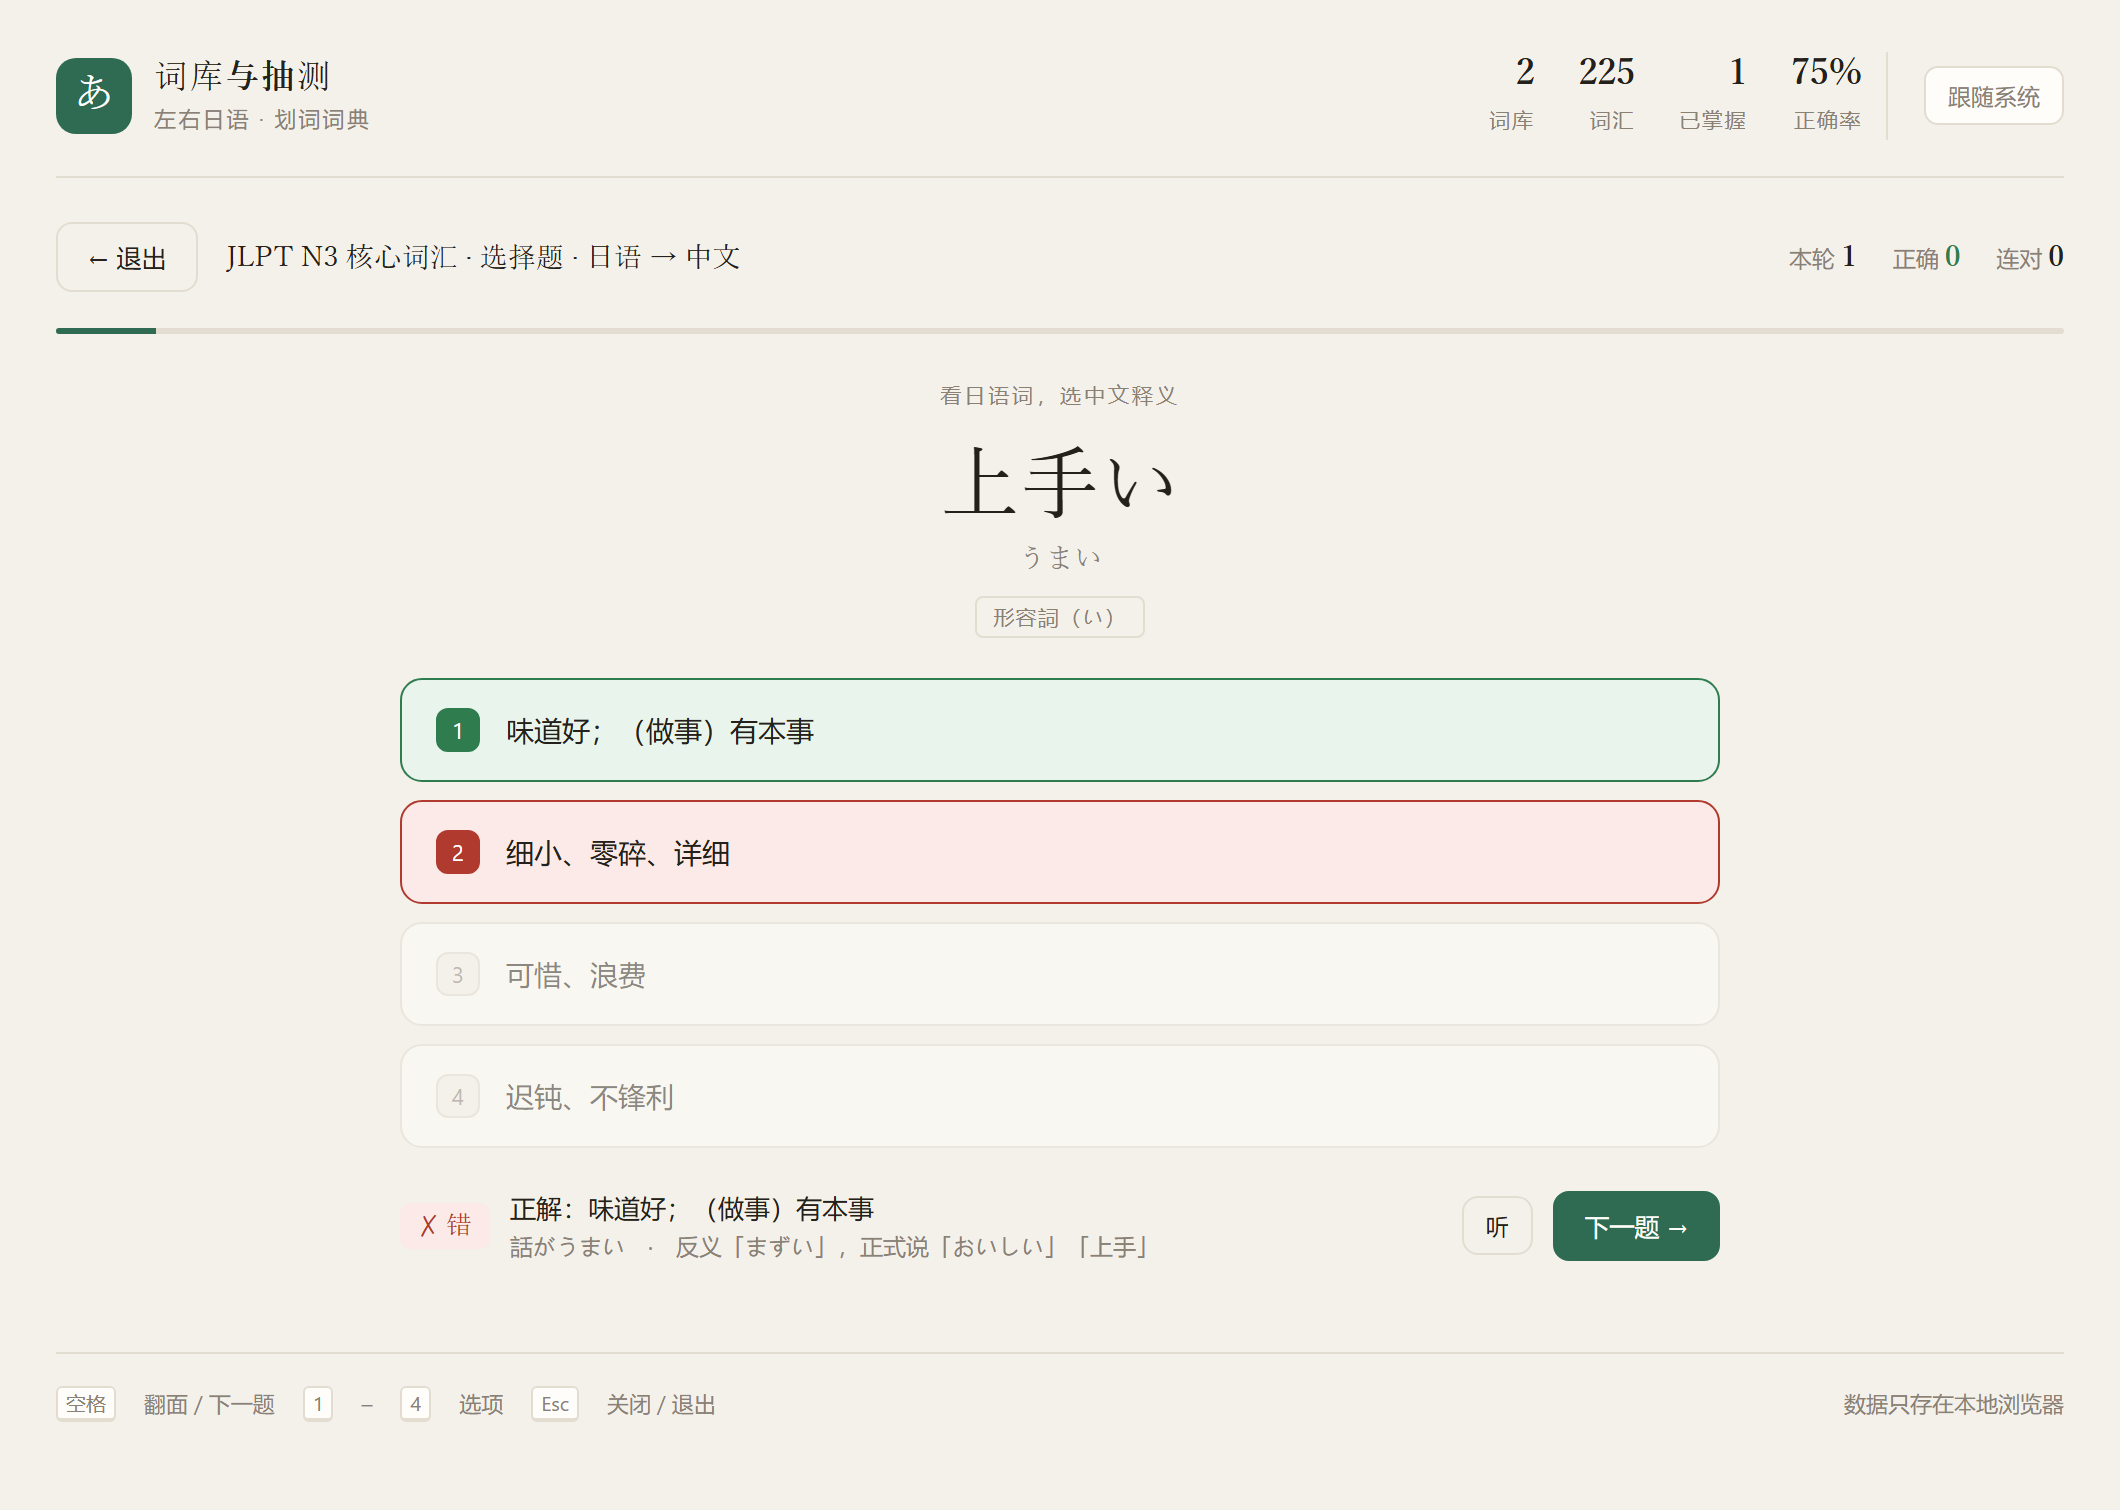 あ
词库与抽测
左右日语 · 划词词典
2 225 1 75%
词库 词汇 已掌握 正确率
跟随系统
← 退出
JLPT N3 核心词汇 · 选择题 · 日语 → 中文
本轮 1 正确 0 连对 0
看日语词，选中文释义
上手い
うまい
形容詞（い）
1 味道好；（做事）有本事
2 细小、零碎、详细
3 可惜、浪费
4 迟钝、不锋利
✗ 错
正解：味道好；（做事）有本事
話がうまい · 反义「まずい」，正式说「おいしい」「上手」
听
下一题 →
空格 翻面 / 下一题 1 – 4 选项 Esc 关闭 / 退出
数据只存在本地浏览器